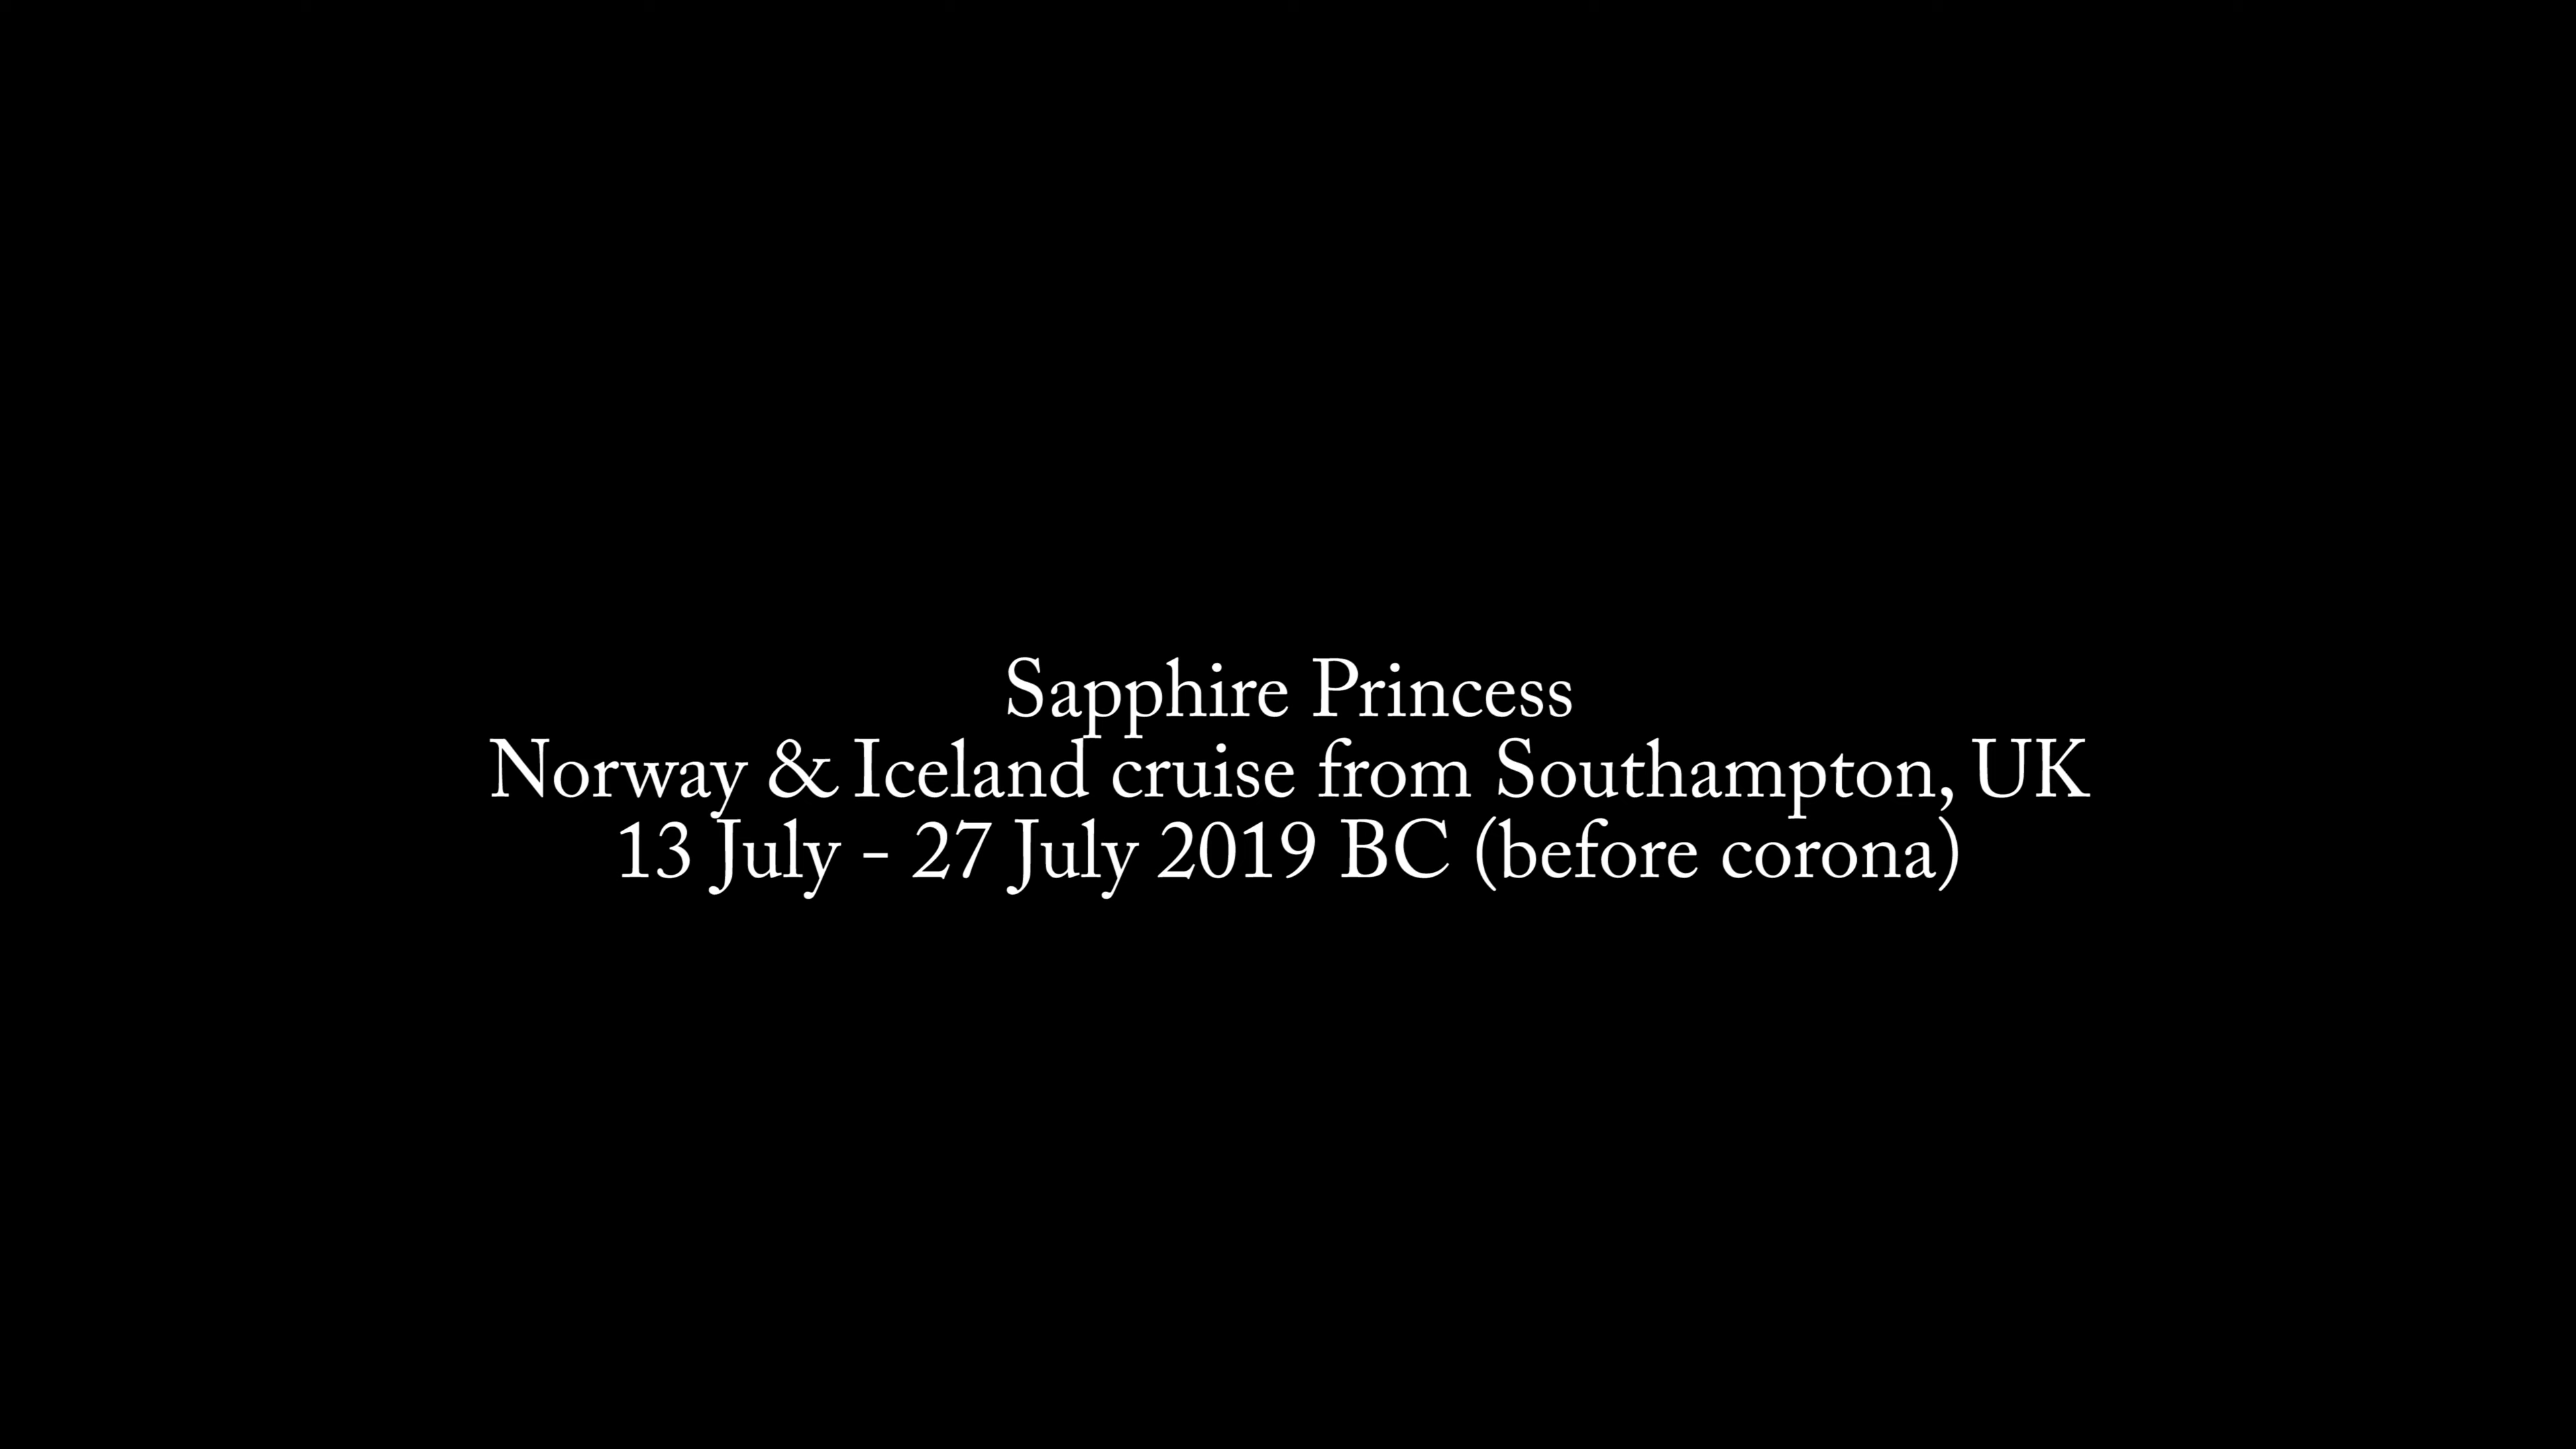 Sapphire Princess
Norway & Iceland cruise from Southampton, UK
13 July - 27 July 2019 BC (before corona)